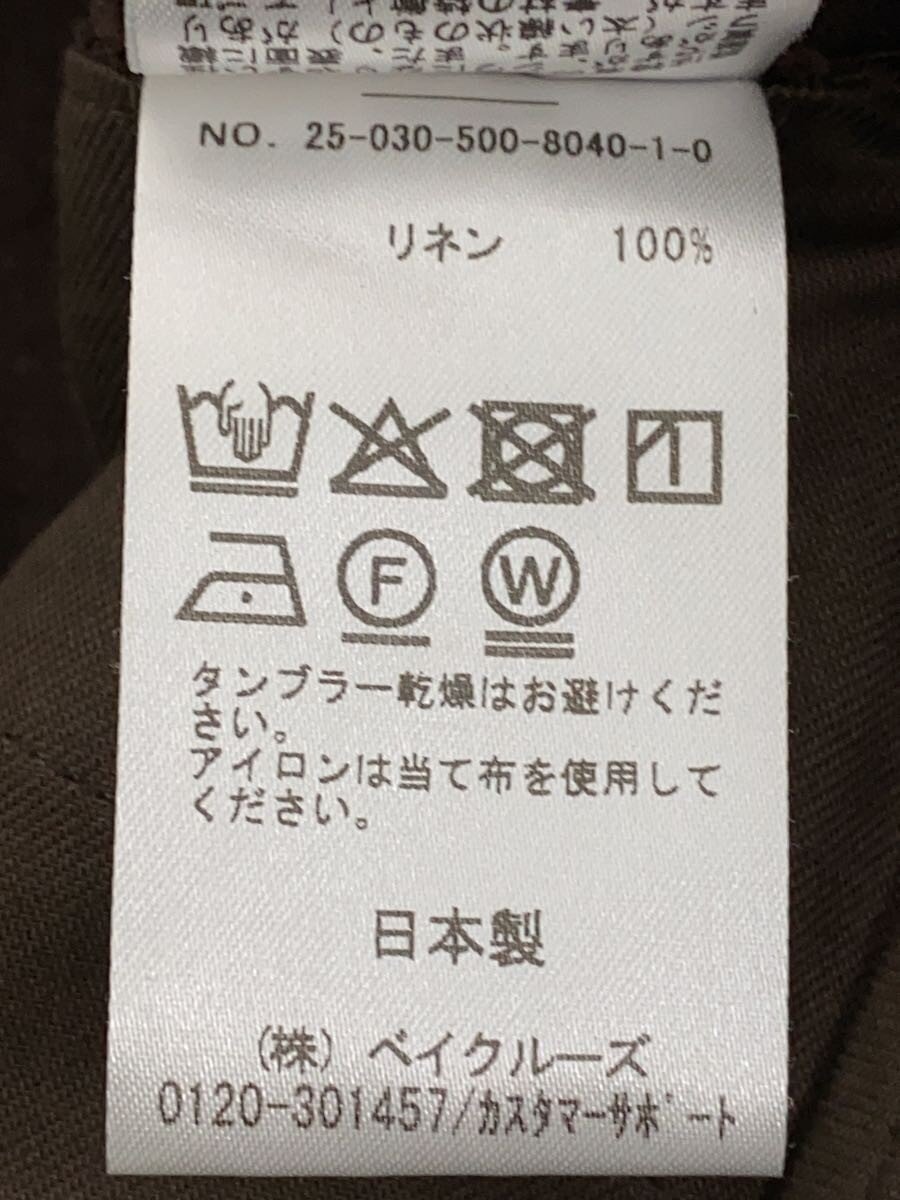 NO. 25-030-500-8040-1-0
リネン 100%
F W
タンブラー乾燥はお避けくだ
さい。
アイロンは当て布を使用して
ください。
日本製
(株) ベイクルーズ
0120-301457/カスタマーサポート